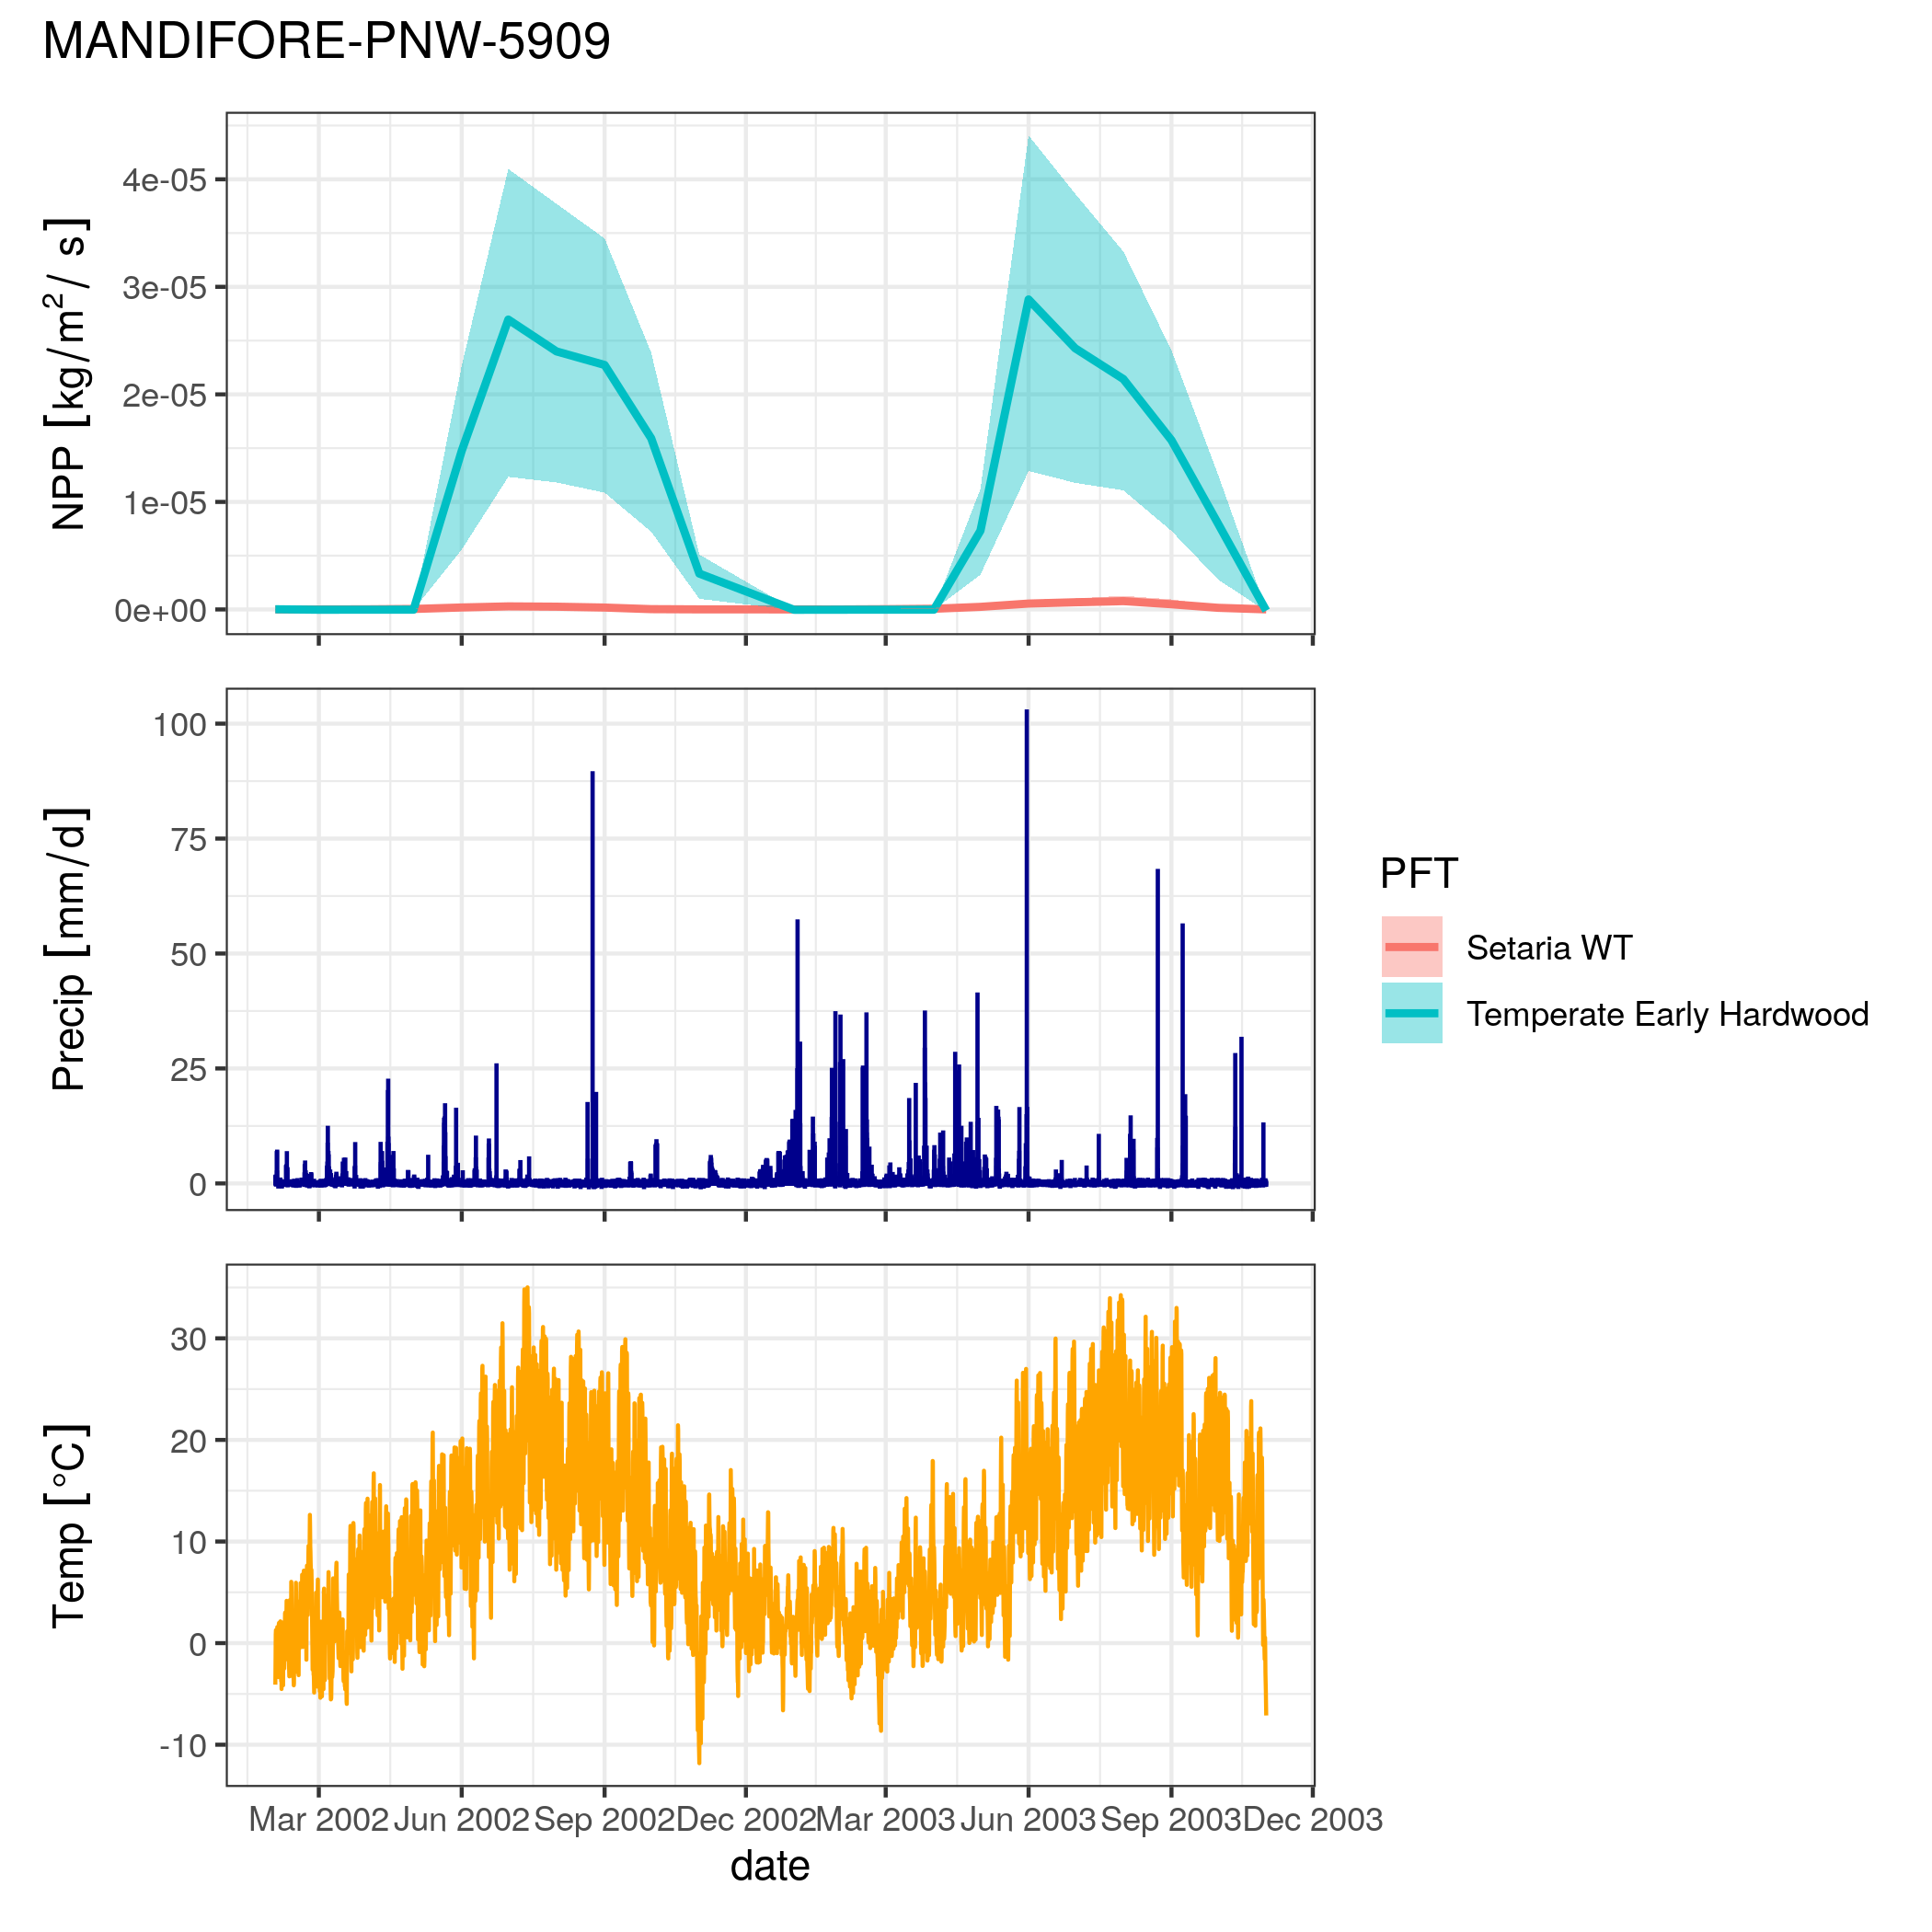 MANDIFORE-PNW-5909
NPP [kg/m² / s]
4e-05
3e-05
2e-05
1e-05
0e+00
Precip [mm/d]
100
75
50
25
0
Temp [°C]
30
20
10
0
-10
Mar 2002 Jun 2002 Sep 2002 Dec 2002 Mar 2003 Jun 2003 Sep 2003 Dec 2003
date
PFT
Setaria WT
Temperate Early Hardwood